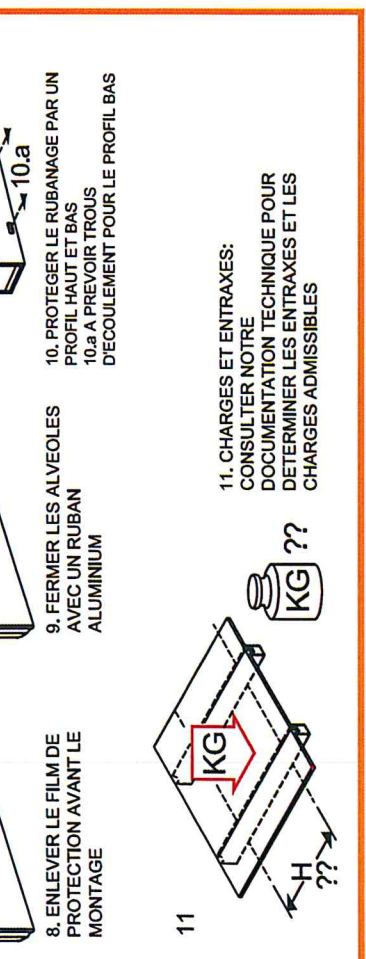 8. ENLEVER LE FILM DE
PROTECTION AVANT LE
MONTAGE
9. FERMER LES ALVEOLES
AVEC UN RUBAN
ALUMINIUM
10.a
10. PROTEGER LE RUBANAGE PAR UN
PROFIL HAUT ET BAS
10.a A PREVOIR TROUS
D'ECOULEMENT POUR LE PROFIL BAS
11
KG
H
??
KG
??
11. CHARGES ET ENTRAXES:
CONSULTER NOTRE
DOCUMENTATION TECHNIQUE POUR
DETERMINER LES ENTRAXES ET LES
CHARGES ADMISSIBLES